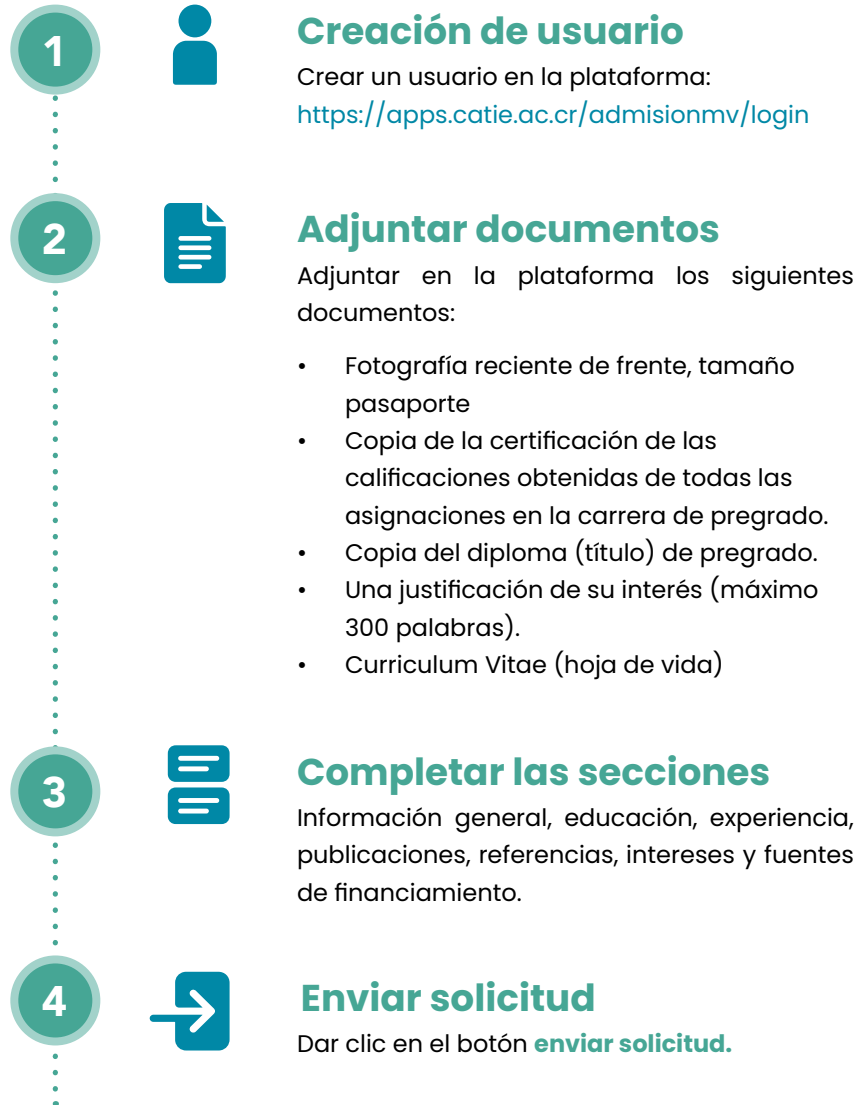 1
Creación de usuario
Crear un usuario en la plataforma:
https://apps.catie.ac.cr/admisionmv/login
2
Adjuntar documentos
Adjuntar en la plataforma los siguientes
documentos:
• Fotografía reciente de frente, tamaño
pasaporte
• Copia de la certificación de las
calificaciones obtenidas de todas las
asignaciones en la carrera de pregrado.
• Copia del diploma (título) de pregrado.
• Una justificación de su interés (máximo
300 palabras).
• Curriculum Vitae (hoja de vida)
3
Completar las secciones
Información general, educación, experiencia,
publicaciones, referencias, intereses y fuentes
de financiamiento.
4
Enviar solicitud
Dar clic en el botón enviar solicitud.